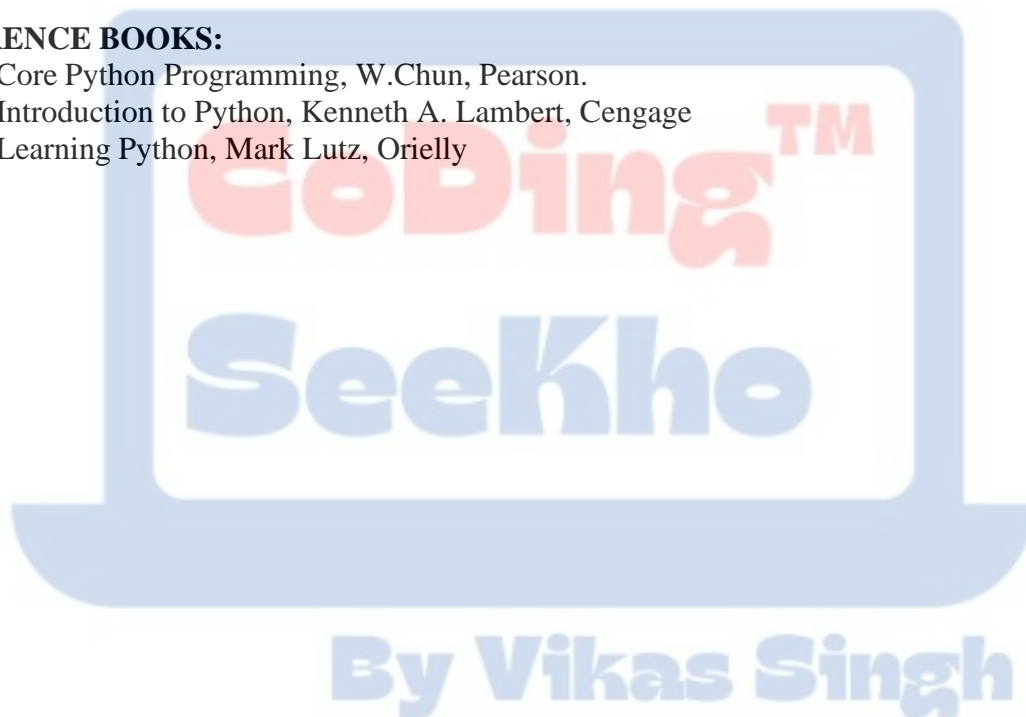 RENCE BOOKS:
Core Python Programming, W.Chun, Pearson.
Introduction to Python, Kenneth A. Lambert, Cengage
Learning Python, Mark Lutz, Orielly
CoDing™
SeeKho
By Vikas Singh